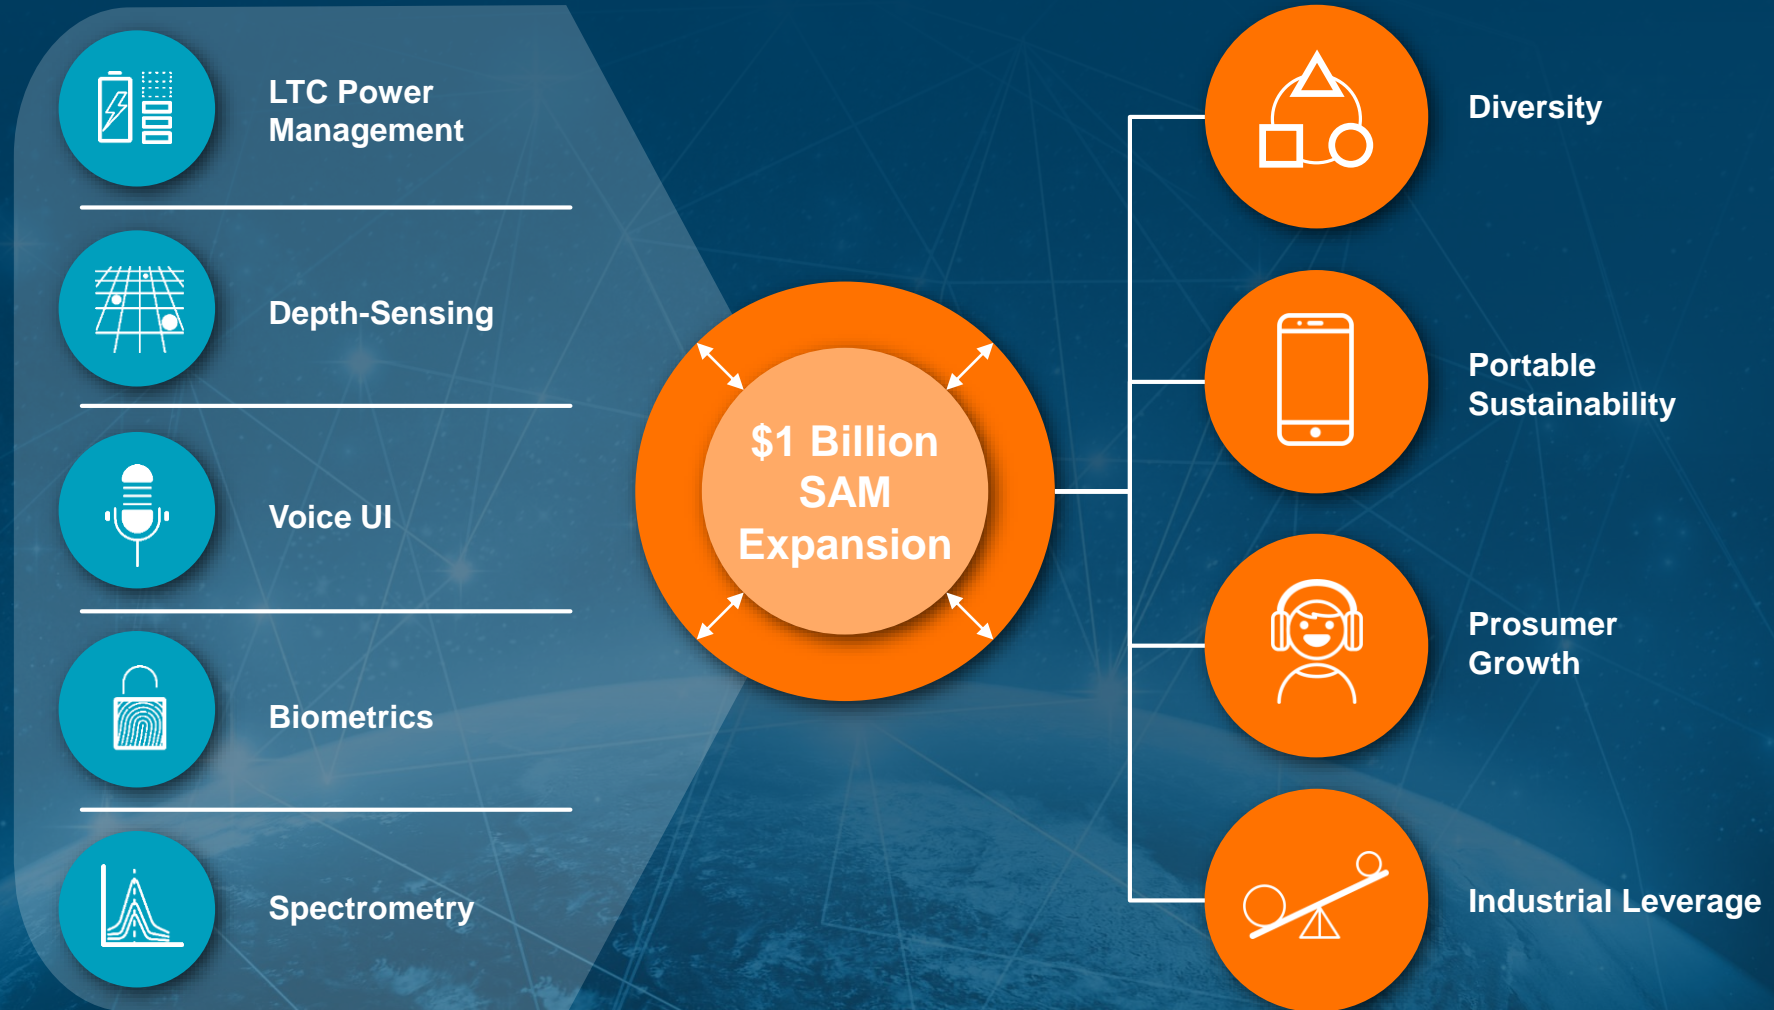 LTC Power
Management
Depth-Sensing
Voice UI
Biometrics
Spectrometry
$1 Billion
SAM
Expansion
Diversity
Portable
Sustainability
Prosumer
Growth
Industrial Leverage